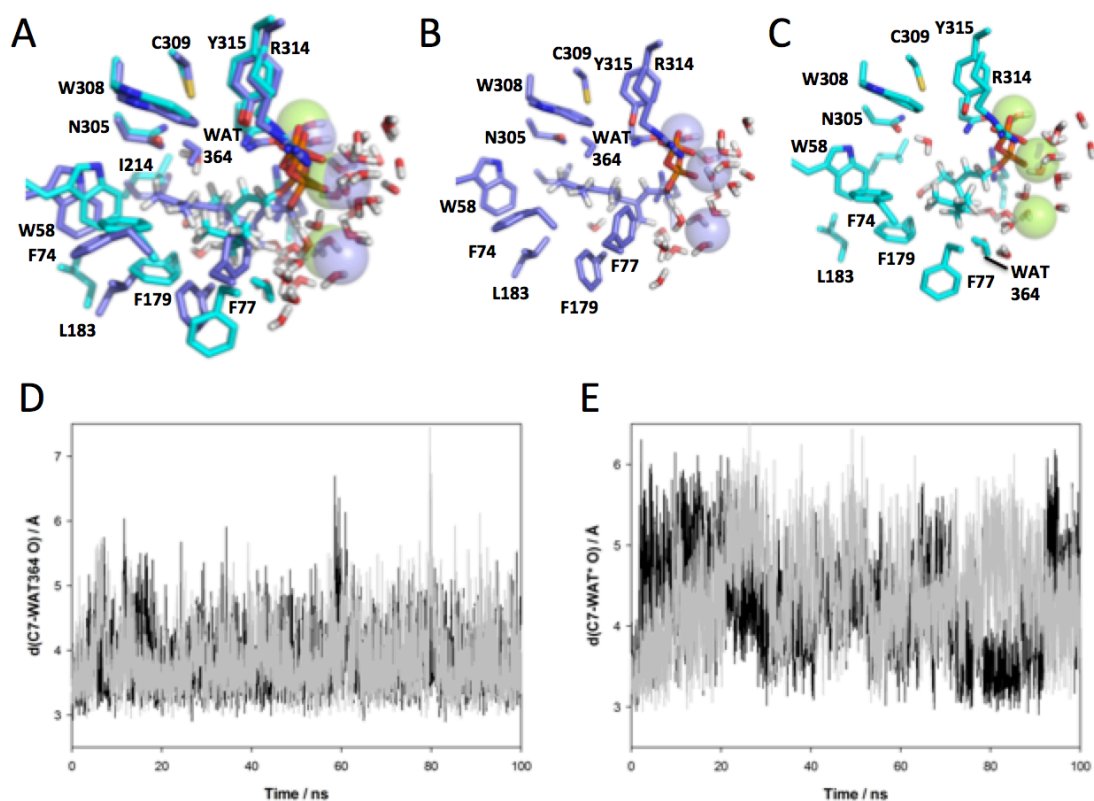 A
C309
Y315
R314
W308
N305
WAT
364
I214
W58
F74
F179
F77
L183
B
C309
Y315
R314
W308
N305
WAT
364
W58
F74
F77
L183
F179
C
Y315
C309
W308
R314
N305
W58
F74
L183
F179
F77
WAT
364
D
d(C7-WAT364 O) / Å
7
6
5
4
3
0 20 40 60 80 100
Time / ns
E
d(C7-WAT* O) / Å
6
5
4
3
0 20 40 60 80 100
Time / ns